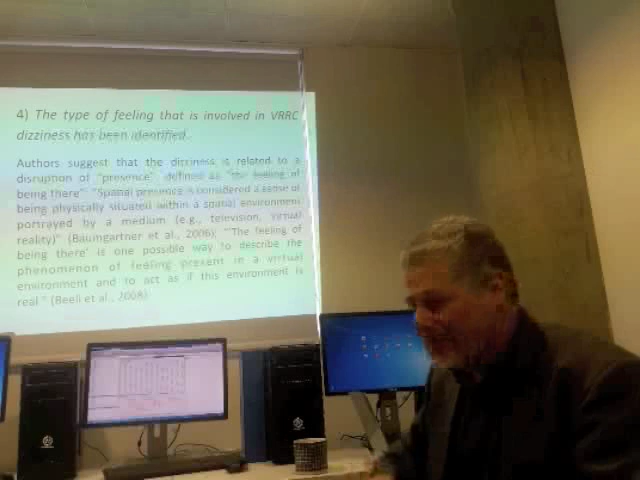 4) The type of feeling that is involved in VRRC
dizziness has been identified.
Authors suggest that the dizziness is related to a
disruption of "presence" defined as "the feeling of
being there". "Spatial presence is considered a sense of
being physically situated within a spatial environment
portrayed by a medium (e.g., television, virtual
reality)" (Baumgartner et al., 2006); "'The feeling of
being there' is one possible way to describe the
phenomenon of feeling present in a virtual
environment and to act as if this environment is
real." (Beeli et al., 2008)